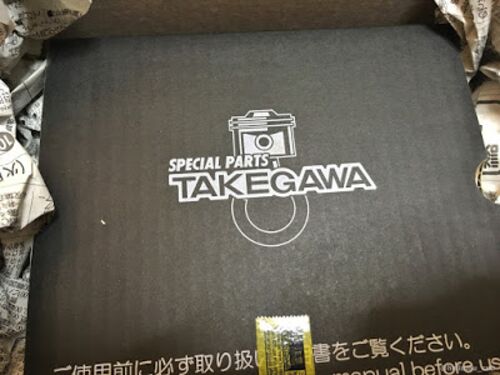 SPECIAL PARTS
TAKEGAWA
ご使用前に必ず取り扱い
書をご覧ください。
manual before us